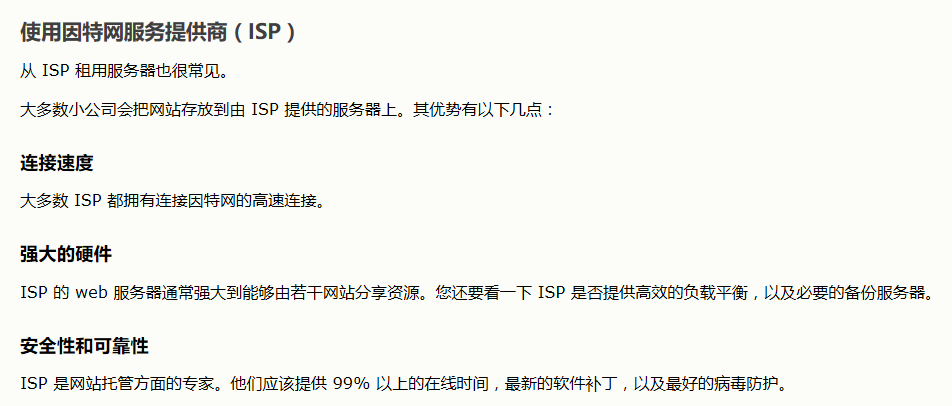 使用因特网服务提供商（ISP）
从 ISP 租用服务器也很常见。
大多数小公司会把网站存放到由 ISP 提供的服务器上。其优势有以下几点：
连接速度
大多数 ISP 都拥有连接因特网的高速连接。
强大的硬件
ISP 的 web 服务器通常强大到能够由若干网站分享资源。您还要看一下 ISP 是否提供高效的负载平衡，以及必要的备份服务器。
安全性和可靠性
ISP 是网站托管方面的专家。他们应该提供 99% 以上的在线时间，最新的软件补丁，以及最好的病毒防护。